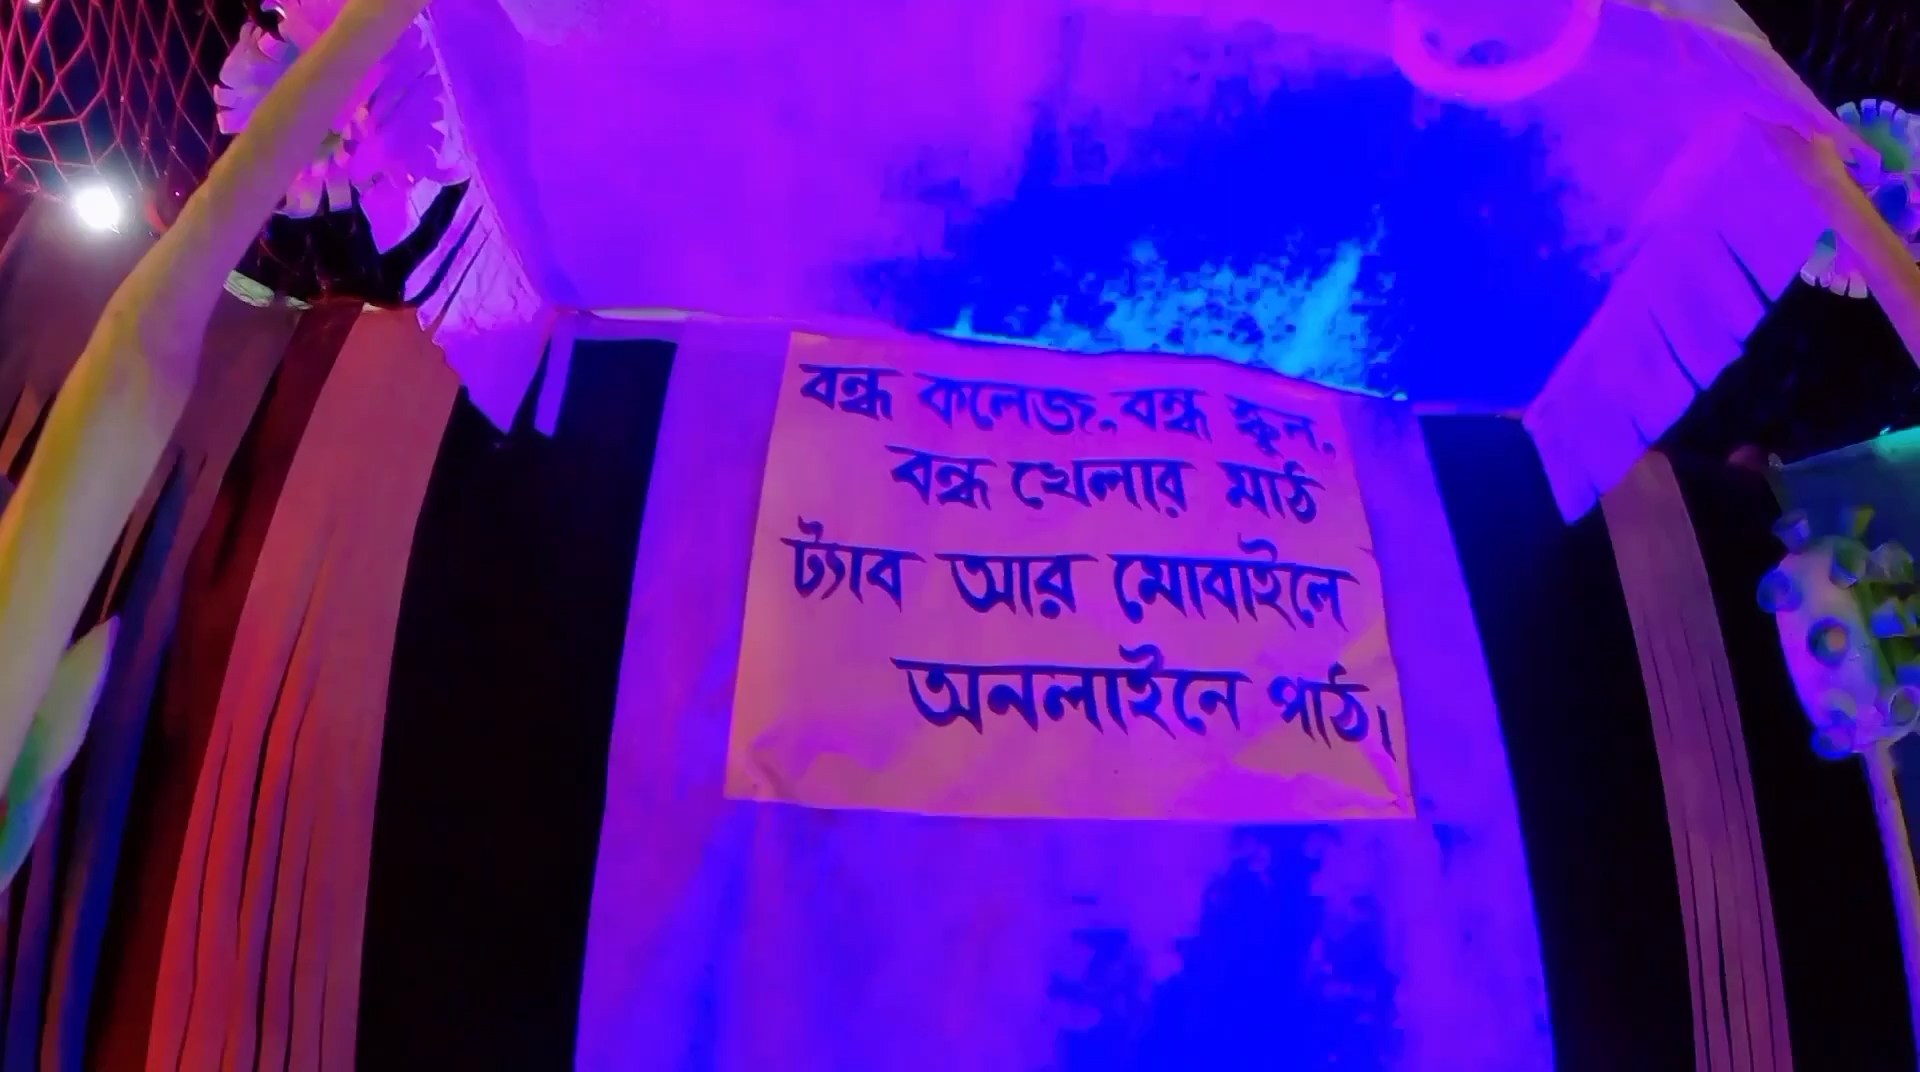 বন্ধ কলেজ, বন্ধ স্কুল,
বন্ধ খেলার মাঠ
ট্যাব আর মোবাইলে
অনলাইনে পাঠ।